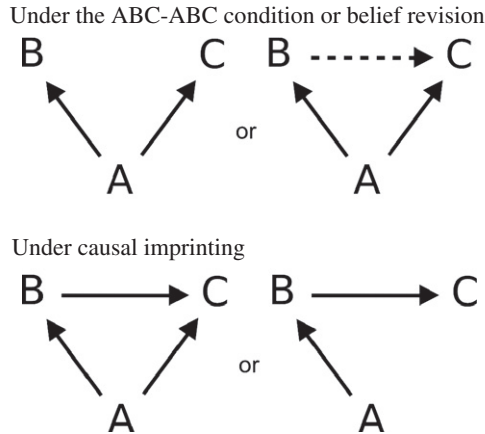 Under the ABC-ABC condition or belief revision
B C B C
or
A A
Under causal imprinting
B C B C
or
A A